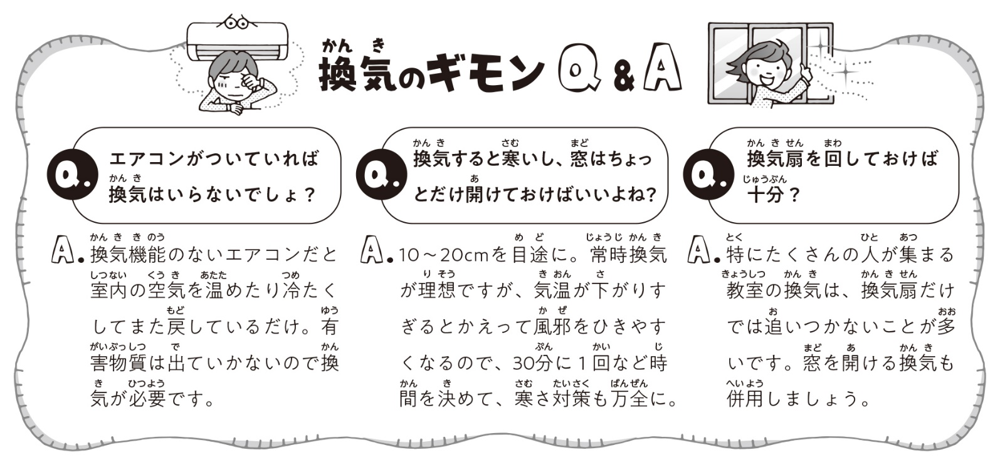 換気のギモンQ&A
Q.エアコンがついていれば
換気はいらないでしょ？
A.換気機能のないエアコンだと
室内の空気を温めたり冷たく
してまた戻しているだけ。有
害物質は出ていかないので換
気が必要です。
Q.換気すると寒いし、窓はちょっ
とだけ開けておけばいいよね?
A.10～20cmを目途に。常時換気
が理想ですが、気温が下がりす
ぎるとかえって風邪をひきやす
くなるので、30分に１回など時
間を決めて、寒さ対策も万全に。
Q.換気扇を回しておけば
十分？
A.特にたくさんの人が集まる
教室の換気は、換気扇だけ
では追いつかないことが多
いです。窓を開ける換気も
併用しましょう。